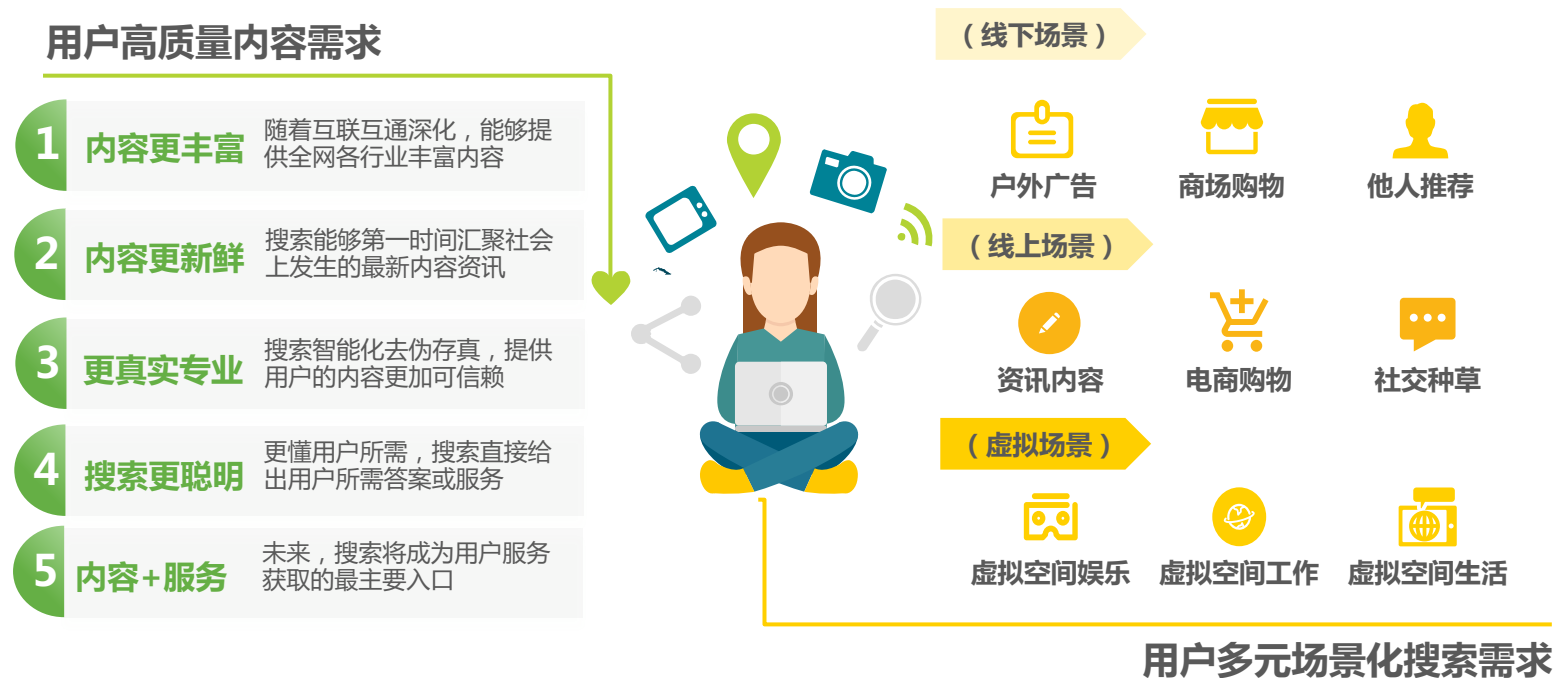 用户高质量内容需求
1
内容更丰富
随着互联互通深化，能够提
供全网各行业丰富内容
2
内容更新鲜
搜索能够第一时间汇聚社会
上发生的最新内容资讯
3
更真实专业
搜索智能化去伪存真，提供
用户的内容更加可信赖
4
搜索更聪明
更懂用户所需，搜索直接给
出用户所需答案或服务
5
内容+服务
未来，搜索将成为用户服务
获取的最主要入口
（线下场景）
户外广告
商场购物
他人推荐
（线上场景）
资讯内容
电商购物
社交种草
（虚拟场景）
虚拟空间娱乐
虚拟空间工作
虚拟空间生活
用户多元场景化搜索需求